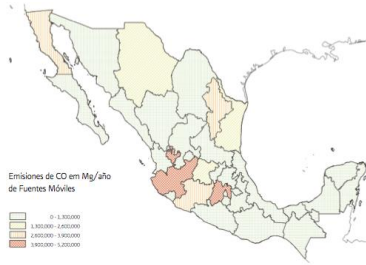 Emisiones de CO em Mg/año
de Fuentes Móviles
0 - 1,300,000
1,300,000 - 2,600,000
2,600,000 - 3,900,000
3,900,000 - 5,200,000